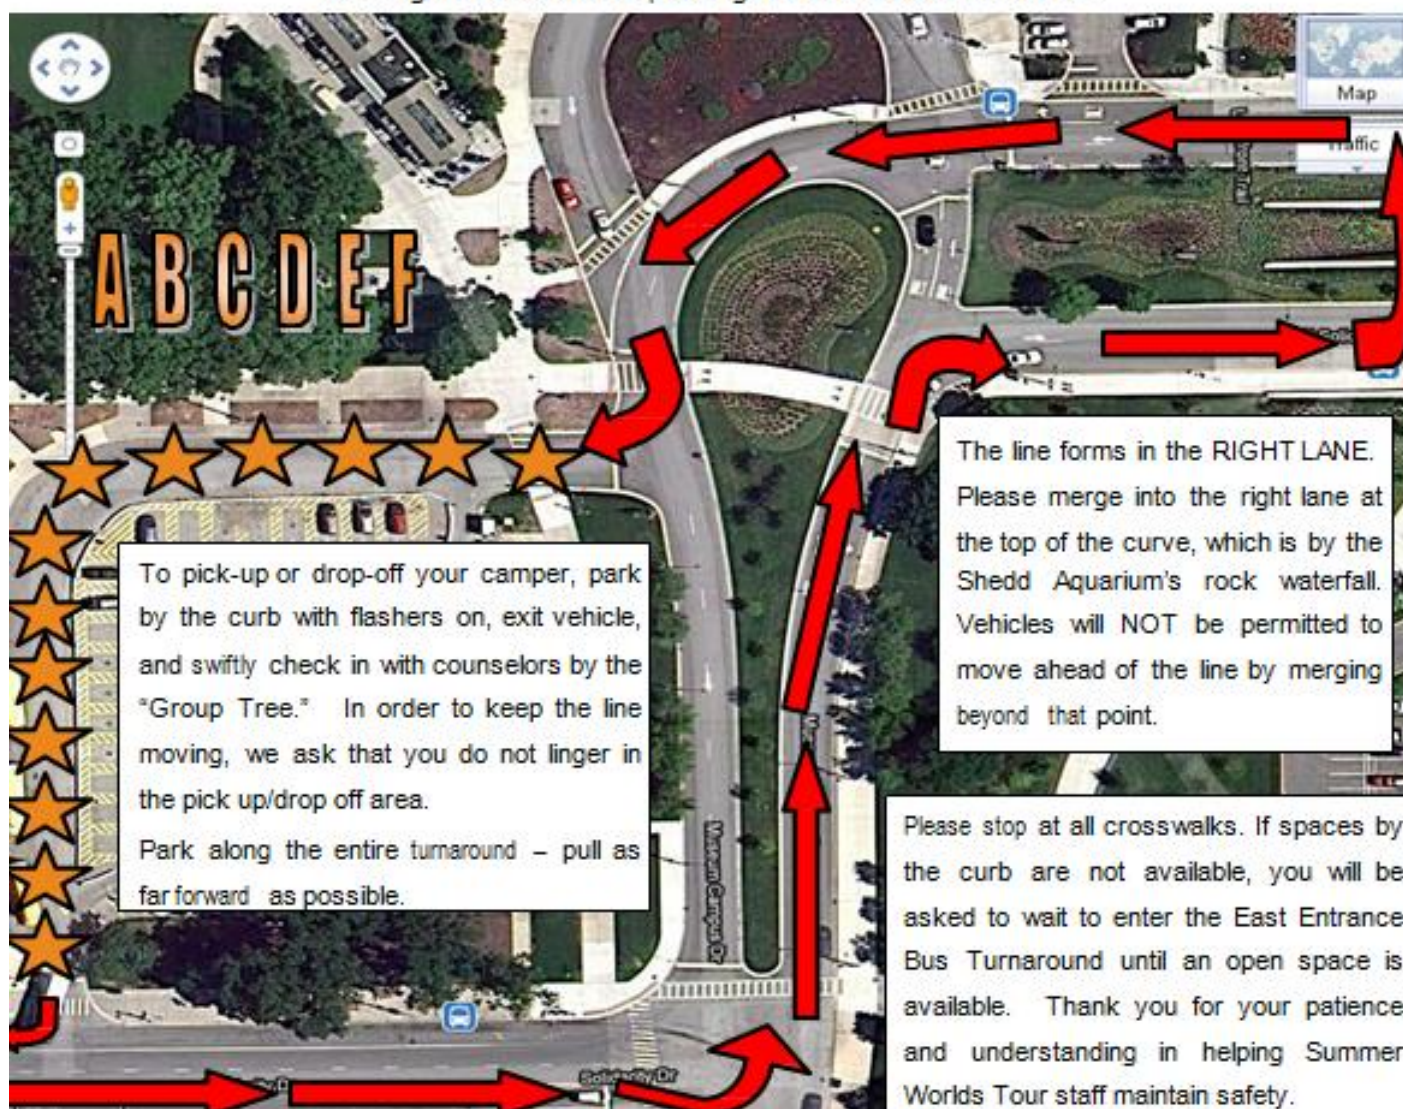 Map
Traffic
A B C D E F
The line forms in the RIGHT LANE.
Please merge into the right lane at
the top of the curve, which is by the
Shedd Aquarium's rock waterfall.
Vehicles will NOT be permitted to
move ahead of the line by merging
beyond that point.
To pick-up or drop-off your camper, park
by the curb with flashers on, exit vehicle,
and swiftly check in with counselors by the
"Group Tree." In order to keep the line
moving, we ask that you do not linger in
the pick up/drop off area.
Park along the entire turnaround – pull as
far forward as possible.
Museum Campus Dr
Please stop at all crosswalks. If spaces by
the curb are not available, you will be
asked to wait to enter the East Entrance
Bus Turnaround until an open space is
available. Thank you for your patience
and understanding in helping Summer
Worlds Tour staff maintain safety.
Solidarity Dr